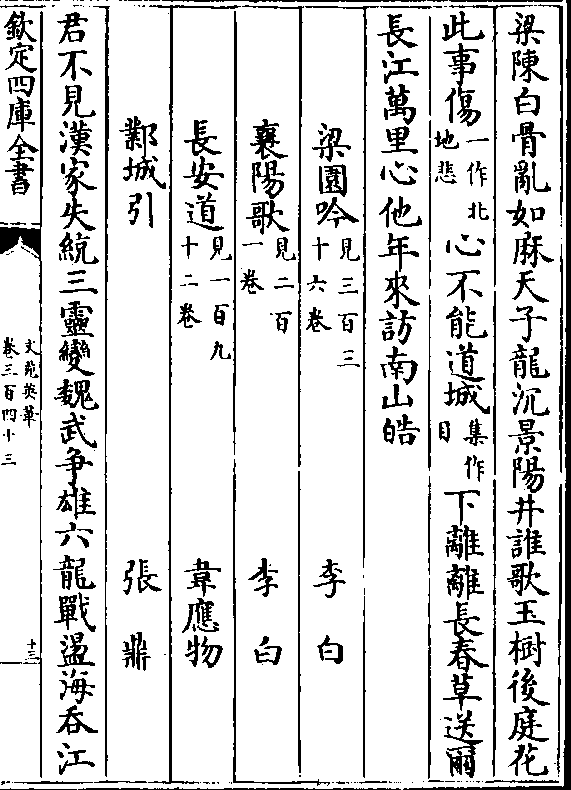 梁陳白骨亂如麻天子龍沉景陽井誰歌玉樹後庭花
此事傷一作北地悲心不能道城集作目下離離長春草送爾
長江萬里心他年來訪南山皓
梁園吟見三百三十六卷 李白
襄陽歌見二百一卷 李白
長安道見一百九十二卷 韋應物
鄴城引 張鼎
君不見漢家失統三靈變魏武争雄六龍戰盪海吞江
欽定四庫全書
文苑英華
卷三百四十三
十三